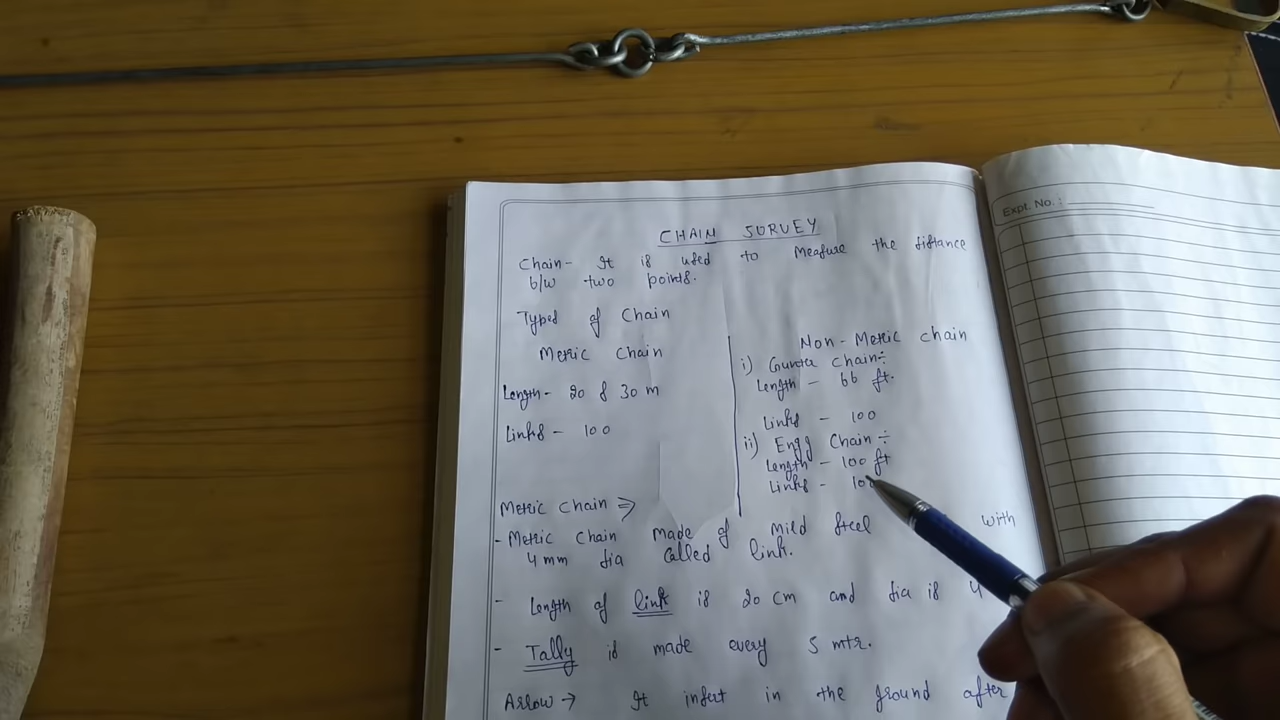 CHAIN SURVEY
Chain- It is used to Measure the distance
b/w two points.
Types of Chain
Metric Chain
Length- 20 & 30 m
Links - 100
Non-Metric chain
i) Gunter Chain÷
Length - 66 ft.
Links - 100
ii) Engg Chain÷
Length - 100 ft
Links - 100
Metric Chain ⇒
- Metric Chain made of Mild steel with
4mm dia called link.
- Length of link is 20 cm and dia is 4
- Tally is made every 5 mtr.
Arrow → It insert in the ground after
Expt. No. :